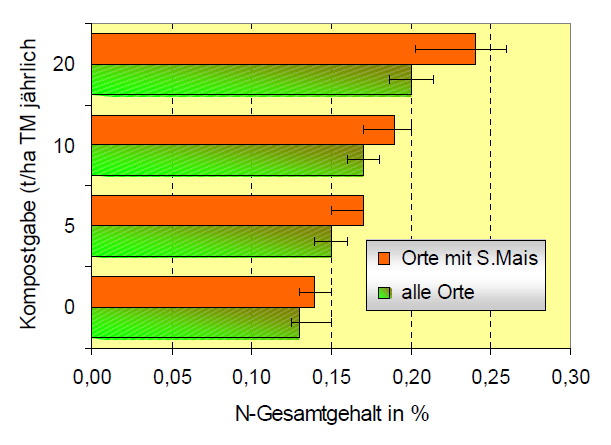 Kompostgabe (t/ha TM jährlich
20
10
5
0
Orte mit S.Mais
alle Orte
0,00 0,05 0,10 0,15 0,20 0,25 0,30
N-Gesamtgehalt in %